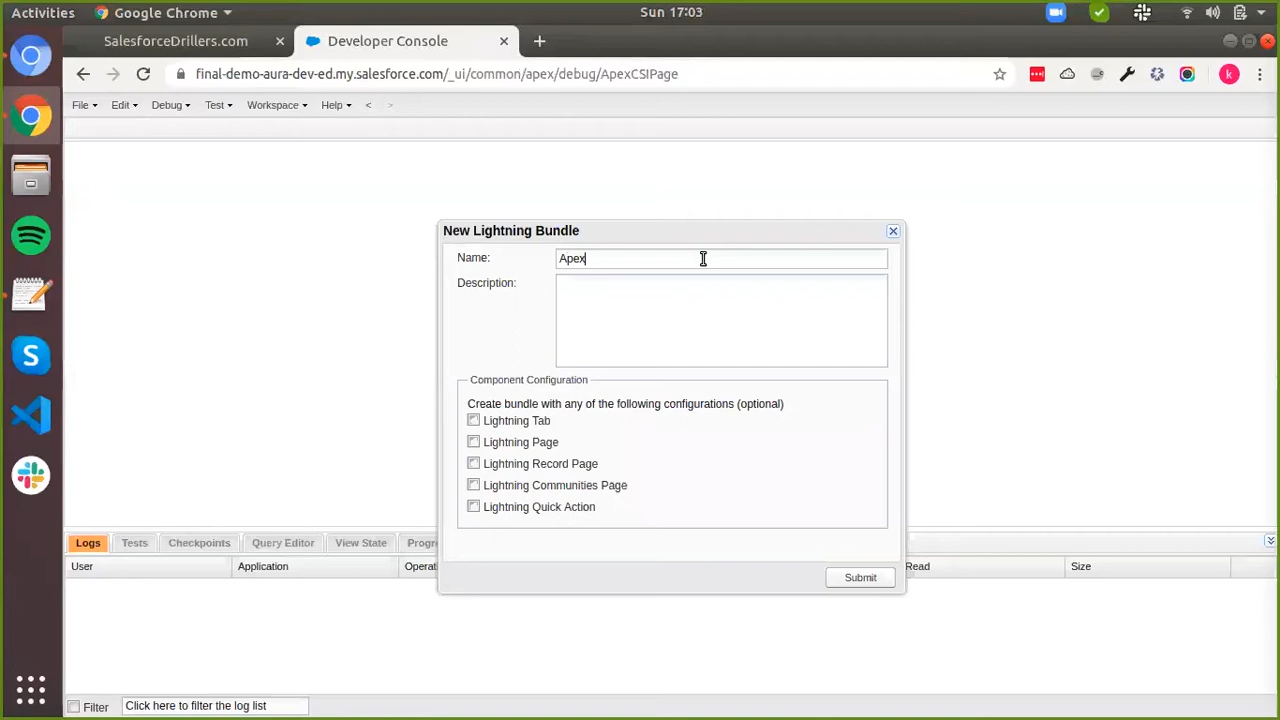 Activities Google Chrome Sun 17:03
SalesforceDrillers.com Developer Console
final-demo-aura-dev-ed.my.salesforce.com/_ui/common/apex/debug/ApexCSIPage k
File Edit Debug Test Workspace Help < >
New Lightning Bundle
Name: Apex
Description:
Component Configuration
Create bundle with any of the following configurations (optional)
Lightning Tab
Lightning Page
Lightning Record Page
Lightning Communities Page
Lightning Quick Action
Submit
Logs Tests Checkpoints Query Editor View State Progre
User Application Operati Read Size
Filter Click here to filter the log list